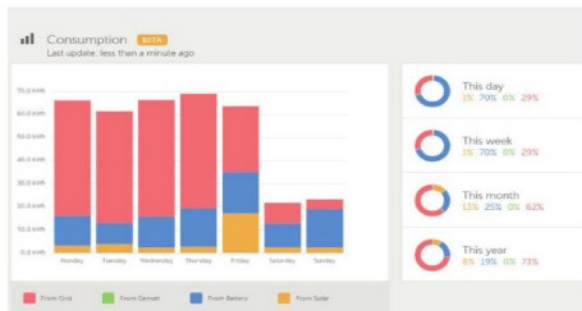 Consumption BETA
Last update, less than a minute ago
70.0 kWh
60.0 kWh
50.0 kWh
40.0 kWh
30.0 kWh
20.0 kWh
10.0 kWh
0.0 kWh
Monday Tuesday Wednesday Thursday Friday Saturday Sunday
From Grid From Genset From Battery From Solar
This day
1% 70% 0% 29%
This week
1% 70% 0% 29%
This month
13% 25% 0% 62%
This year
8% 19% 0% 73%